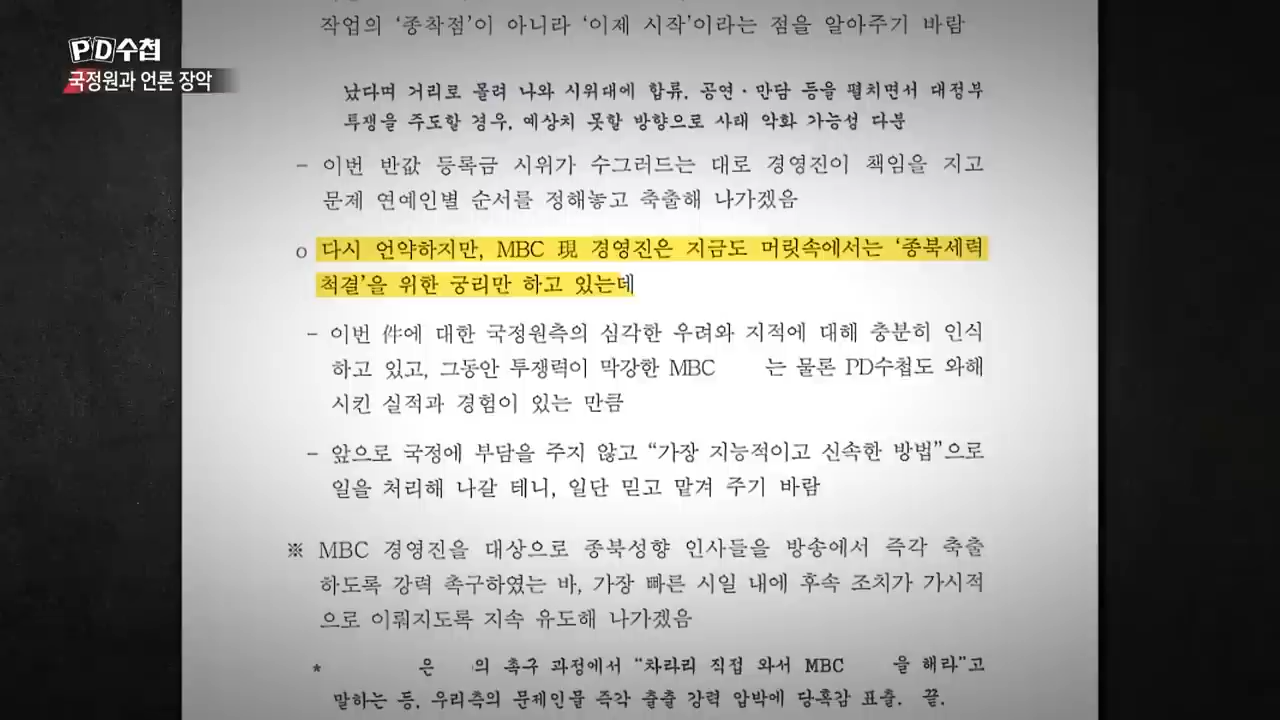 PD수첩
국정원과 언론 장악
작업의 ‘종착점’이 아니라 ‘이제 시작’이라는 점을 알아주기 바람
났다며 거리로 몰려 나와 시위대에 합류, 공연·만담 등을 펼치면서 대정부
투쟁을 주도할 경우, 예상치 못할 방향으로 사태 악화 가능성 다분
- 이번 반값 등록금 시위가 수그러드는 대로 경영진이 책임을 지고
문제 연예인별 순서를 정해놓고 축출해 나가겠음
o 다시 언약하지만, MBC 現 경영진은 지금도 머릿속에서는 ‘종북세력
척결’을 위한 궁리만 하고 있는데
- 이번 件에 대한 국정원측의 심각한 우려와 지적에 대해 충분히 인식
하고 있고, 그동안 투쟁력이 막강한 MBC 는 물론 PD수첩도 와해
시킨 실적과 경험이 있는 만큼
- 앞으로 국정에 부담을 주지 않고 “가장 지능적이고 신속한 방법”으로
일을 처리해 나갈 테니, 일단 믿고 맡겨 주기 바람
※ MBC 경영진을 대상으로 종북성향 인사들을 방송에서 즉각 축출
하도록 강력 촉구하였는 바, 가장 빠른 시일 내에 후속 조치가 가시적
으로 이뤄지도록 지속 유도해 나가겠음
* 은 의 촉구 과정에서 “차라리 직접 와서 MBC 을 해라”고
말하는 등, 우리측의 문제인물 즉각 출출 강력 압박에 당혹감 표출. 끝.